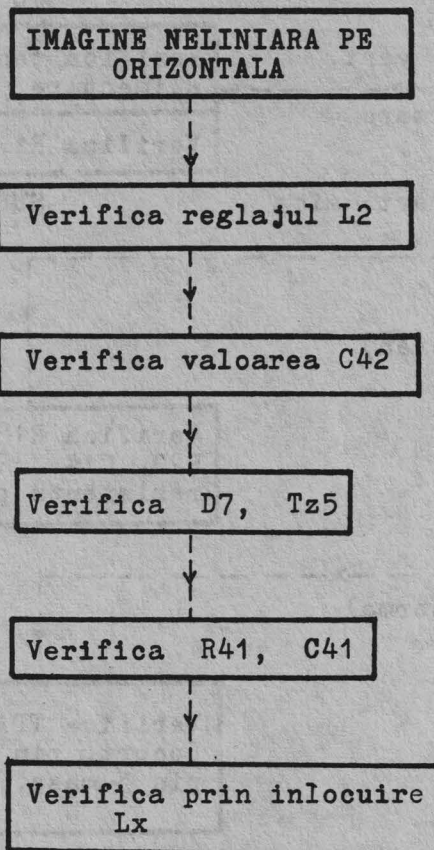 IMAGINE NELINIARA PE
ORIZONTALA
Verifica reglajul L2
Verifica valoarea C42
Verifica D7, Tz5
Verifica R41, C41
Verifica prin inlocuire
Lx